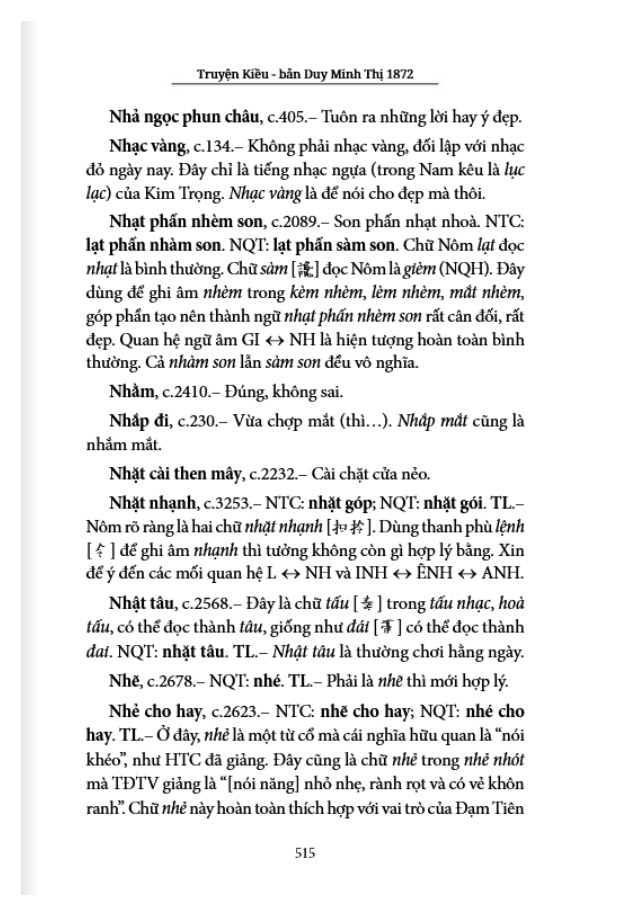 Truyện Kiều - bản Duy Minh Thị 1872
Nhả ngọc phun châu, c.405.– Tuôn ra những lời hay ý đẹp.
Nhạc vàng, c.134.– Không phải nhạc vàng, đối lập với nhạc
đỏ ngày nay. Đây chỉ là tiếng nhạc ngựa (trong Nam kêu là lục
lạc) của Kim Trọng. Nhạc vàng là để nói cho đẹp mà thôi.
Nhạt phấn nhèm son, c.2089.– Son phấn nhạt nhoà. NTC:
lạt phấn nhàm son. NQT: lạt phấn sàm son. Chữ Nôm lạt đọc
nhạt là bình thường. Chữ sàm [] đọc Nôm là gièm (NQH). Đây
dùng để ghi âm nhèm trong kèm nhèm, lèm nhèm, mắt nhèm,
góp phần tạo nên thành ngữ nhạt phấn nhèm son rất cân đối, rất
đẹp. Quan hệ ngữ âm GI ↔ NH là hiện tượng hoàn toàn bình
thường. Cả nhàm son lẫn sàm son đều vô nghĩa.
Nhằm, c.2410.– Đúng, không sai.
Nhắp đi, c.230.– Vừa chợp mắt (thì…). Nhắp mắt cũng là
nhắm mắt.
Nhặt cài then mây, c.2232.– Cài chặt cửa nẻo.
Nhặt nhạnh, c.3253.– NTC: nhặt góp; NQT: nhặt gói. TL.–
Nôm rõ ràng là hai chữ nhặt nhạnh [扣拎]. Dùng thanh phù lệnh
[] để ghi âm nhạnh thì tưởng không còn gì hợp lý bằng. Xin
để ý đến các mối quan hệ L ↔ NH và INH ↔ ÊNH ↔ ANH.
Nhật tâu, c.2568.– Đây là chữ tấu [] trong tấu nhạc, hoà
tấu, có thể đọc thành tâu, giống như đái [] có thể đọc thành
đai. NQT: nhặt tâu. TL.– Nhật tâu là thường chơi hằng ngày.
Nhẽ, c.2678.– NQT: nhé. TL.– Phải là nhẽ thì mới hợp lý.
Nhẻ cho hay, c.2623.– NTC: nhẽ cho hay; NQT: nhé cho
hay. TL.– Ở đây, nhẻ là một từ cổ mà cái nghĩa hữu quan là “nói
khéo”, như HTC đã giảng. Đây cũng là chữ nhẻ trong nhẻ nhót
mà TĐTV giảng là “[nói năng] nhỏ nhẹ, rành rọt và có vẻ khôn
ranh”. Chữ nhẻ này hoàn toàn thích hợp với vai trò của Đạm Tiên
515